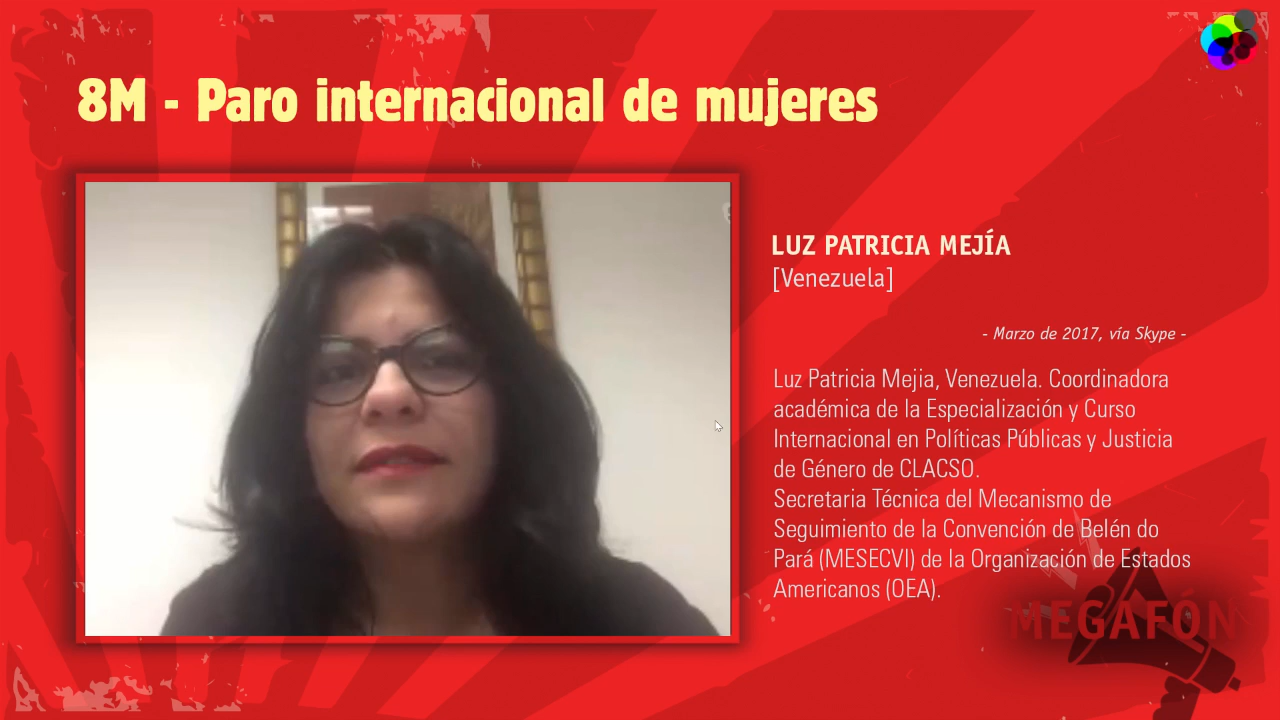 8M - Paro internacional de mujeres
LUZ PATRICIA MEJÍA
[Venezuela]
- Marzo de 2017, vía Skype -
Luz Patricia Mejia, Venezuela. Coordinadora
académica de la Especialización y Curso
Internacional en Políticas Públicas y Justicia
de Género de CLACSO.
Secretaria Técnica del Mecanismo de
Seguimiento de la Convención de Belén do
Pará (MESECVI) de la Organización de Estados
Americanos (OEA).
MEGAFÓN